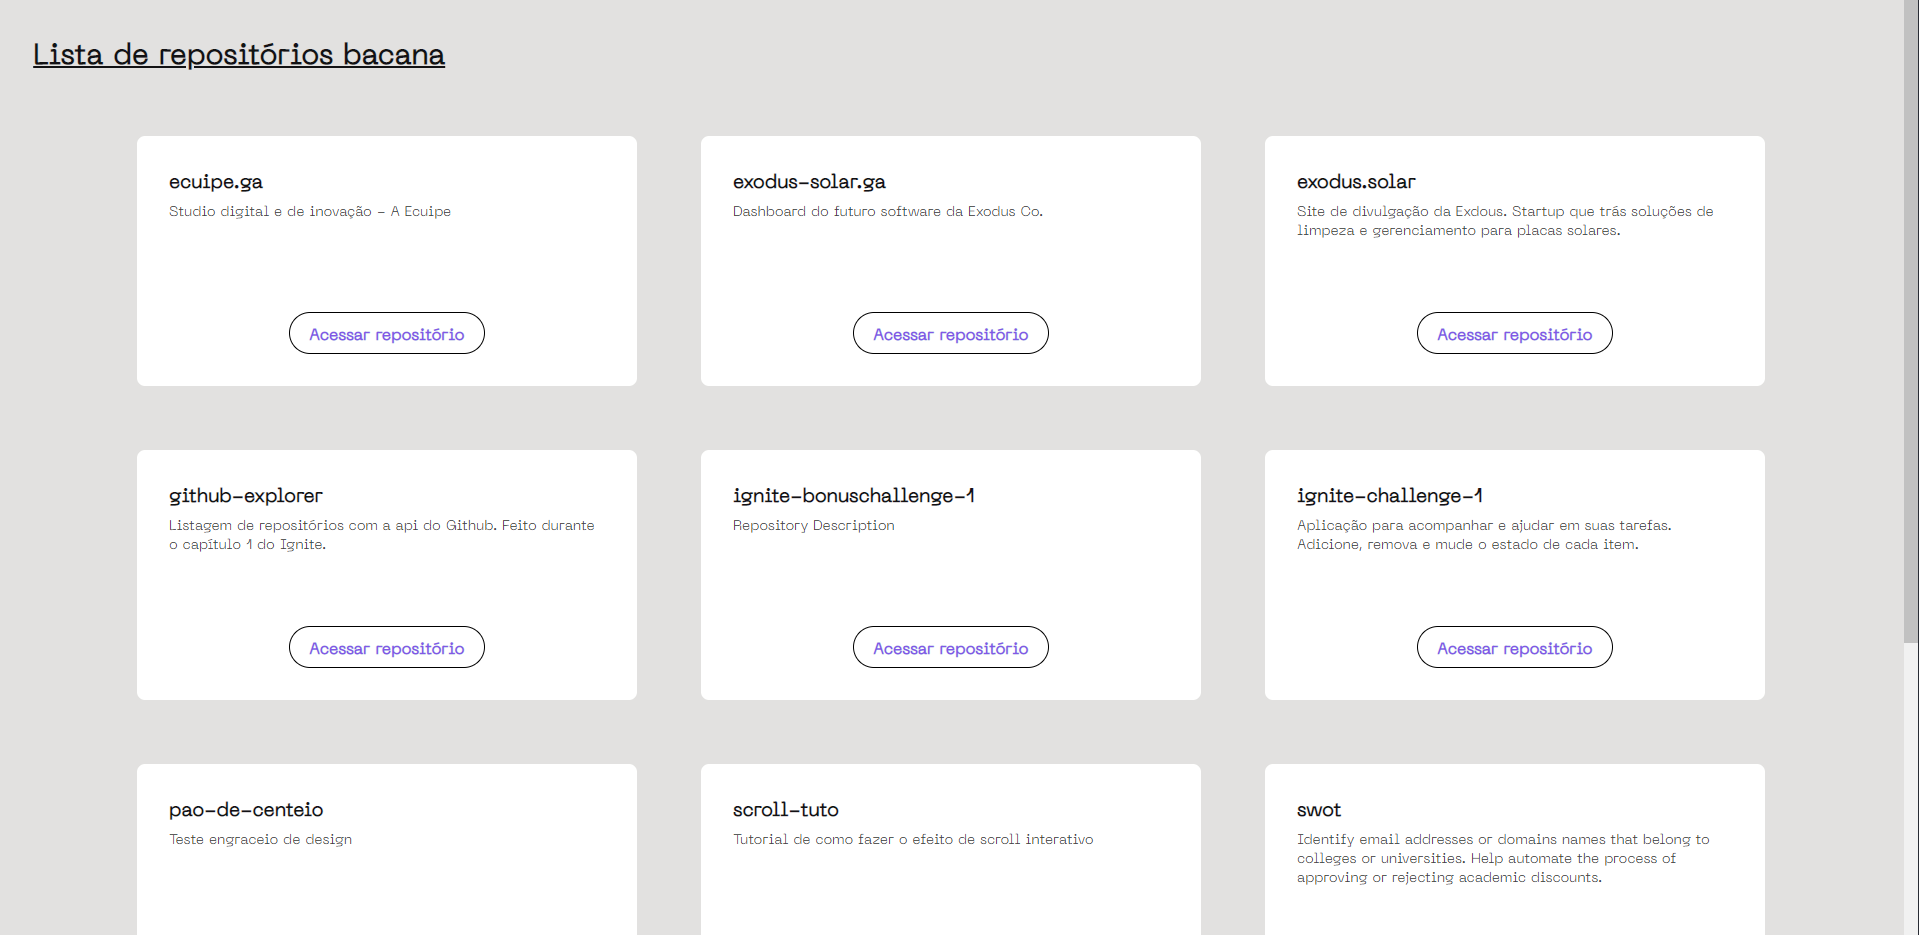 Lista de repositórios bacana
ecuipe.ga
Studio digital e de inovação - A Ecuipe
Acessar repositório
exodus-solar.ga
Dashboard do futuro software da Exodus Co.
Acessar repositório
exodus.solar
Site de divulgação da Exdous. Startup que trás soluções de
limpeza e gerenciamento para placas solares.
Acessar repositório
github-explorer
Listagem de repositórios com a api do Github. Feito durante
o capítulo 1 do Ignite.
Acessar repositório
ignite-bonuschallenge-1
Repository Description
Acessar repositório
ignite-challenge-1
Aplicação para acompanhar e ajudar em suas tarefas.
Adicione, remova e mude o estado de cada item.
Acessar repositório
pao-de-centeio
Teste engraceio de design
scroll-tuto
Tutorial de como fazer o efeito de scroll interativo
swot
Identify email addresses or domains names that belong to
colleges or universities. Help automate the process of
approving or rejecting academic discounts.